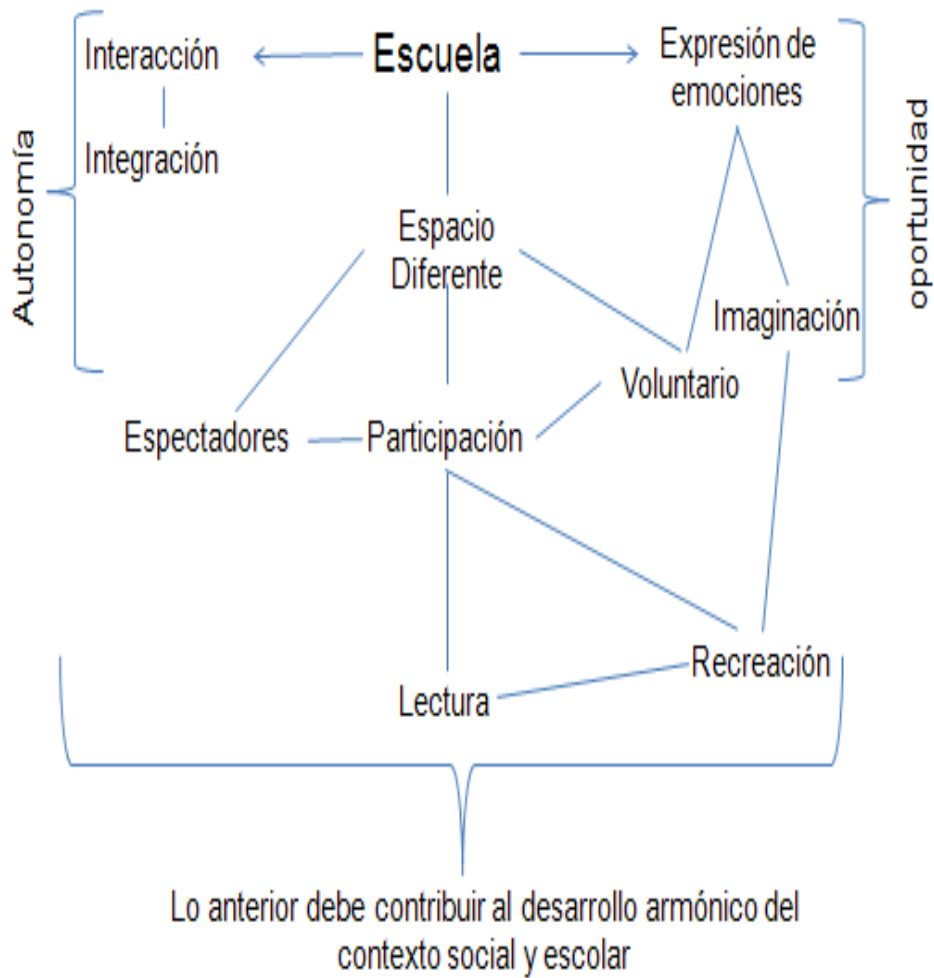 Interacción
Escuela
Expresión de
emociones
Integración
Autonomía
oportunidad
Espacio
Diferente
Imaginación
Voluntario
Espectadores
Participación
Recreación
Lectura
Lo anterior debe contribuir al desarrollo armónico del
contexto social y escolar